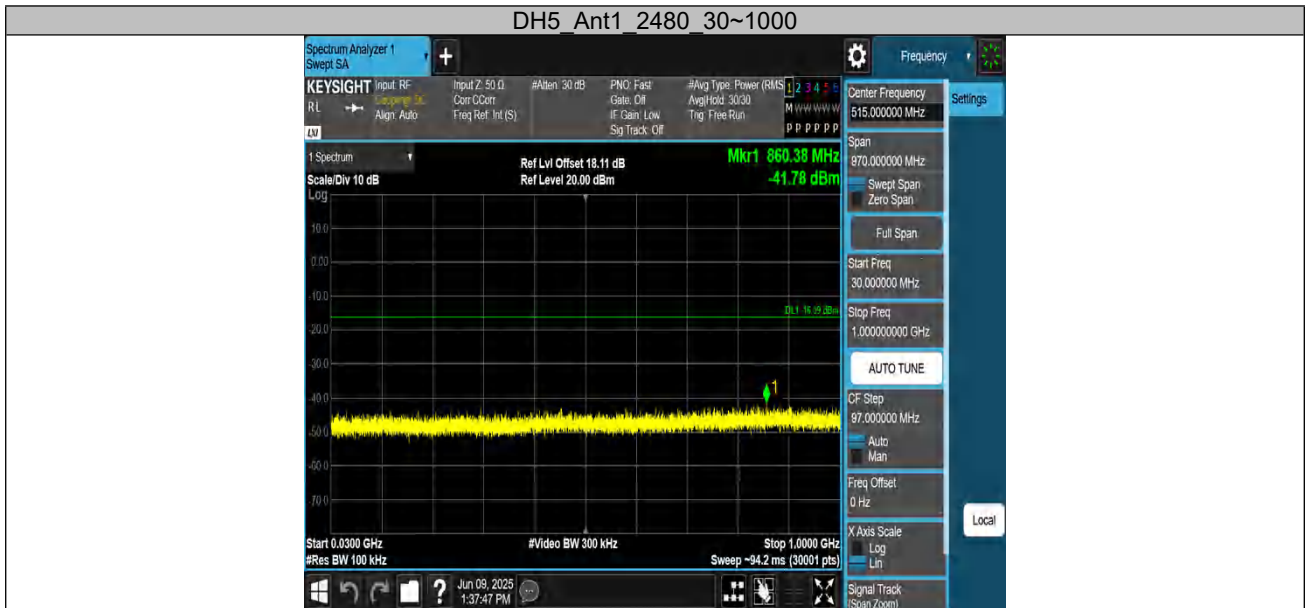 DH5_Ant1_2480_30~1000
Spectrum Analyzer 1
Swept SA
+
Frequency
KEYSIGHT
RL
LXI
Input: RF
Coupling: DC
Align: Auto
Input Z: 50 Ω
Corr CCorr
Freq Ref: Int (S)
#Atten: 30 dB
PNO: Fast
Gate: Off
IF Gain: Low
Sig Track: Off
#Avg Type: Power (RMS
Avg|Hold: 30/30
Trig: Free Run
1 2 3 4 5 6
M W W W W W
P P P P P P
Center Frequency
515.000000 MHz
Settings
Span
970.000000 MHz
Swept Span
Zero Span
Full Span
Start Freq
30.000000 MHz
Stop Freq
1.000000000 GHz
AUTO TUNE
CF Step
97.000000 MHz
Auto
Man
Freq Offset
0 Hz
X Axis Scale
Log
Lin
Signal Track
(Span Zoom)
Local
1 Spectrum
Scale/Div 10 dB
Log
Ref Lvl Offset 18.11 dB
Ref Level 20.00 dBm
Mkr1 860.38 MHz
-41.78 dBm
10.0
0.00
-10.0
-20.0
-30.0
-40.0
-50.0
-60.0
-70.0
1
Start 0.0300 GHz
#Res BW 100 kHz
#Video BW 300 kHz
Stop 1.0000 GHz
Sweep ~94.2 ms (30001 pts)
?
Jun 09, 2025
1:37:47 PM